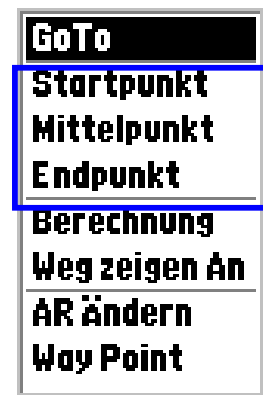 GoTo
Startpunkt
Mittelpunkt
Endpunkt
Berechnung
Weg zeigen An
AR Ändern
Way Point